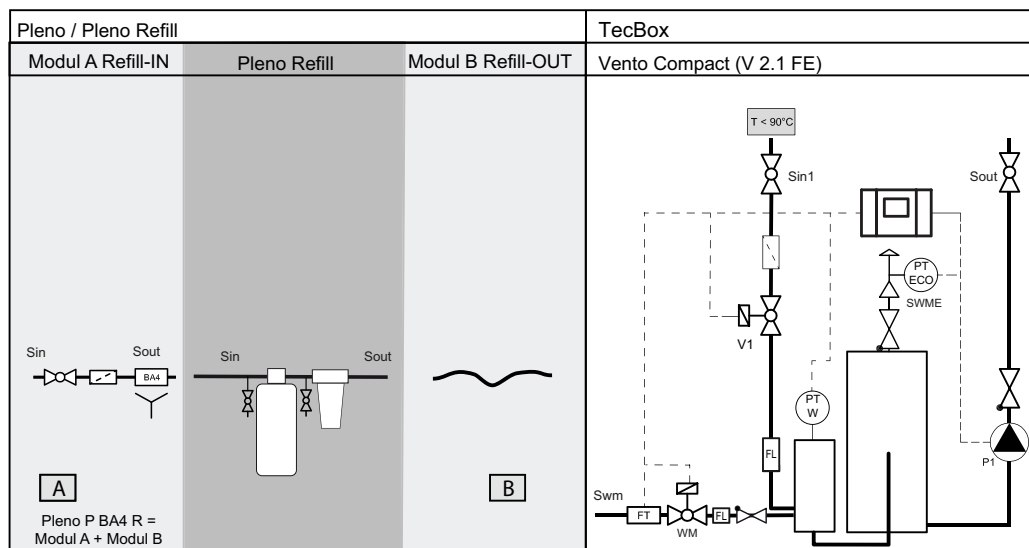 Pleno / Pleno Refill
TecBox
Modul A Refill-IN
Pleno Refill
Modul B Refill-OUT
Vento Compact (V 2.1 FE)
T < 90°C
Sin1
Sout
PT
ECO
SWME
V1
Sin
Sout
BA4
Sin
Sout
PT
W
FL
P1
A
B
Swm
FT
FL
WM
Pleno P BA4 R =
Modul A + Modul B